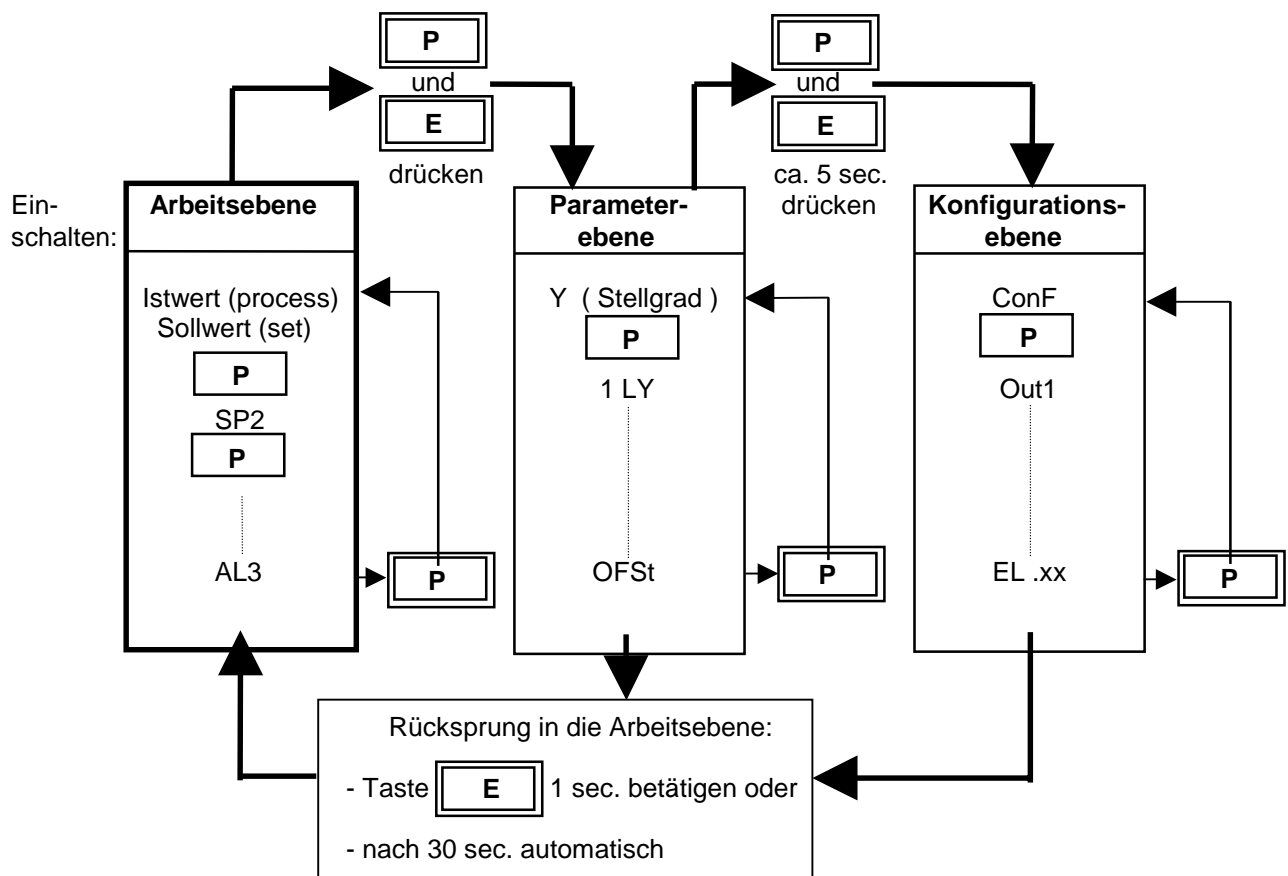 P
und
E
drücken
P
und
E
ca. 5 sec.
drücken
Ein-
schalten:
Arbeitsebene
Istwert (process)
Sollwert (set)
P
SP2
P
AL3
P
Parameter-
ebene
Y ( Stellgrad )
P
1 LY
OFSt
P
Konfigurations-
ebene
ConF
P
Out1
EL .xx
P
Rücksprung in die Arbeitsebene:
- Taste E 1 sec. betätigen oder
- nach 30 sec. automatisch